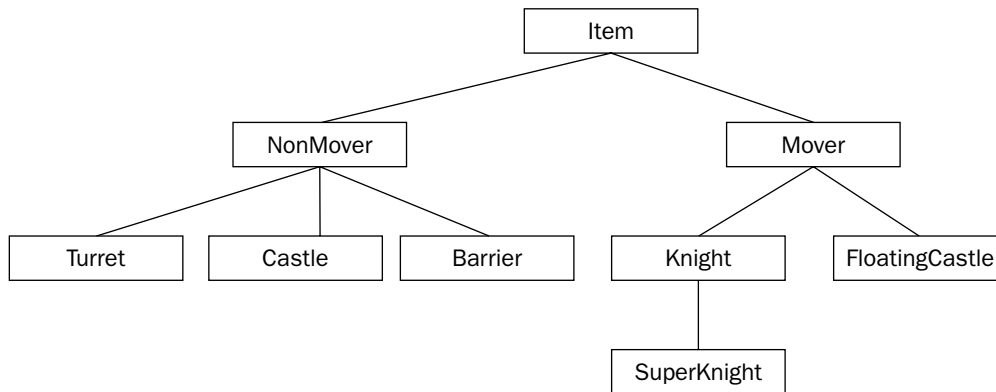 Item
NonMover
Mover
Turret
Castle
Barrier
Knight
FloatingCastle
SuperKnight